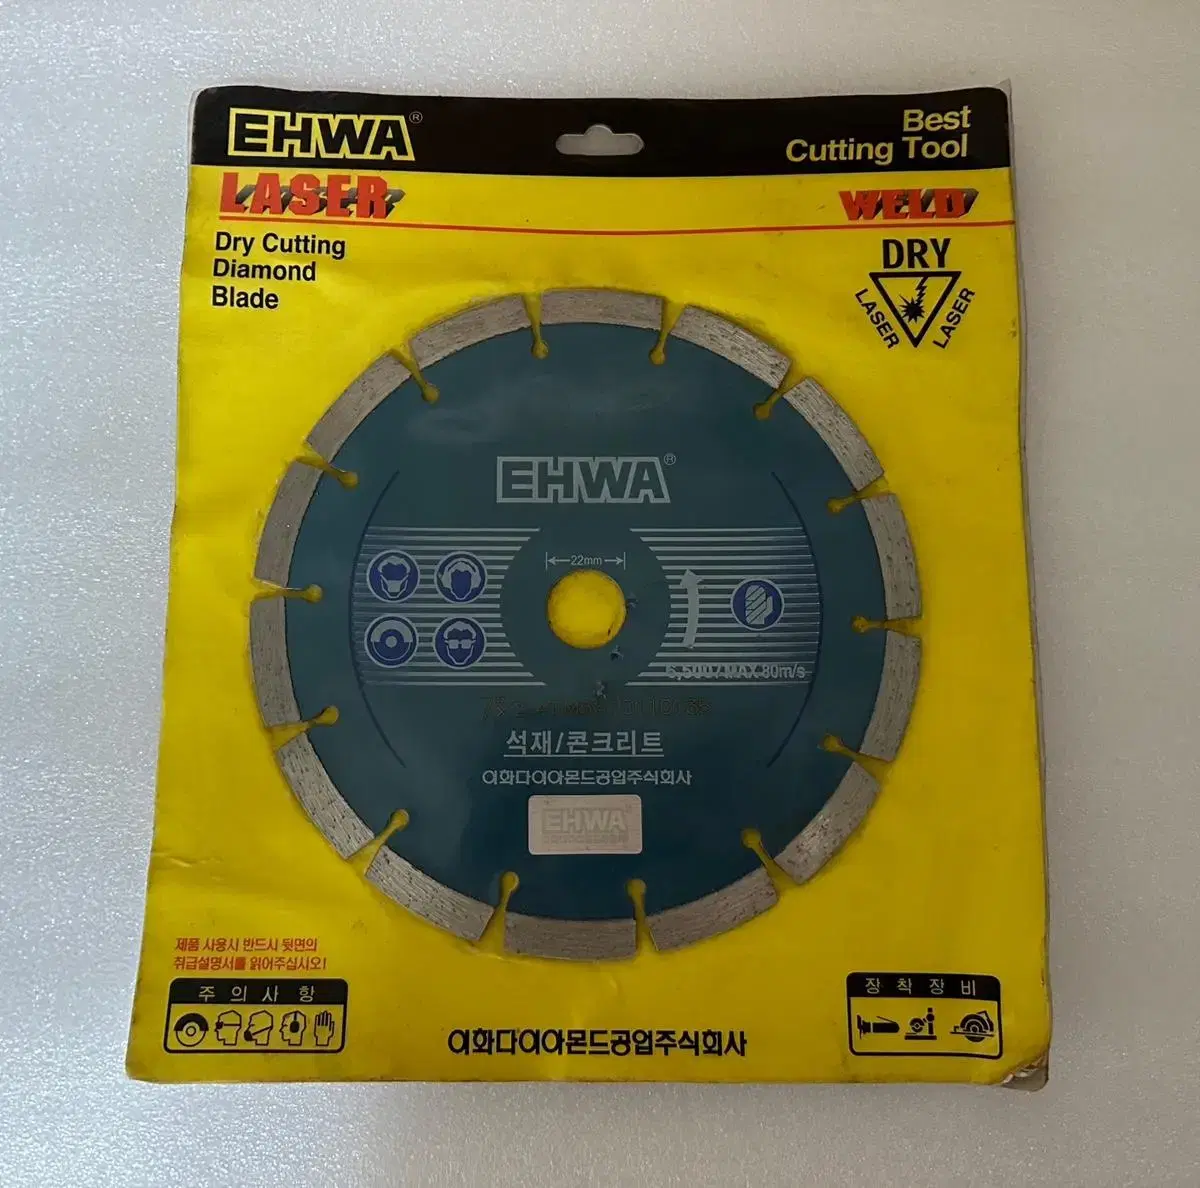 EHWA®
Best
Cutting Tool
LASER
WELD
Dry Cutting
Diamond
Blade
DRY
LASER
LASER
EHWA®
22mm
6,500/MAX 80m/s
석재/콘크리트
이화다이아몬드공업주식회사
EHWA
제품 사용시 반드시 뒷면의
취급설명서를 읽어주십시오!
주의사항
장착장비
이화다이아몬드공업주식회사